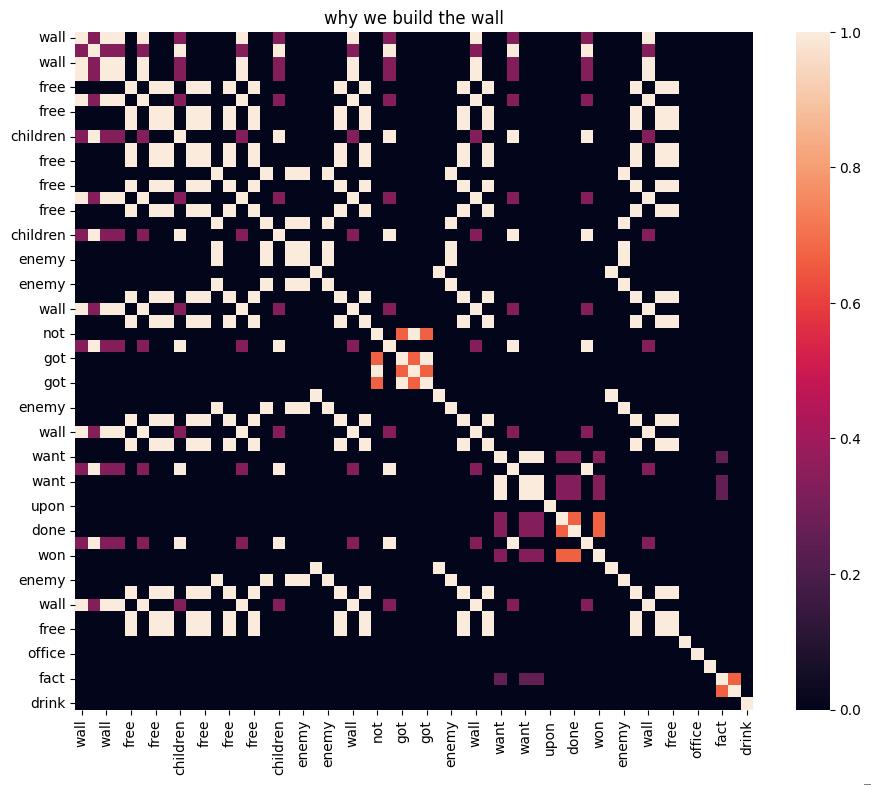 why we build the wall
wall
wall
free
free
children
free
free
free
children
enemy
enemy
wall
not
got
got
enemy
wall
want
want
upon
done
won
enemy
wall
free
office
fact
drink
1.0
0.8
0.6
0.4
0.2
0.0
wall
wall
free
free
children
free
free
free
children
enemy
enemy
wall
not
got
got
enemy
wall
want
want
upon
done
won
enemy
wall
free
office
fact
drink